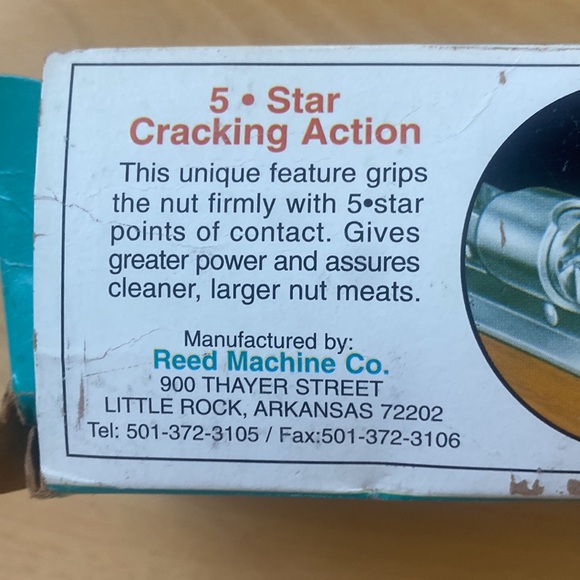 5 • Star
Cracking Action
This unique feature grips
the nut firmly with 5•star
points of contact. Gives
greater power and assures
cleaner, larger nut meats.
Manufactured by:
Reed Machine Co.
900 THAYER STREET
LITTLE ROCK, ARKANSAS 72202
Tel: 501-372-3105 / Fax:501-372-3106